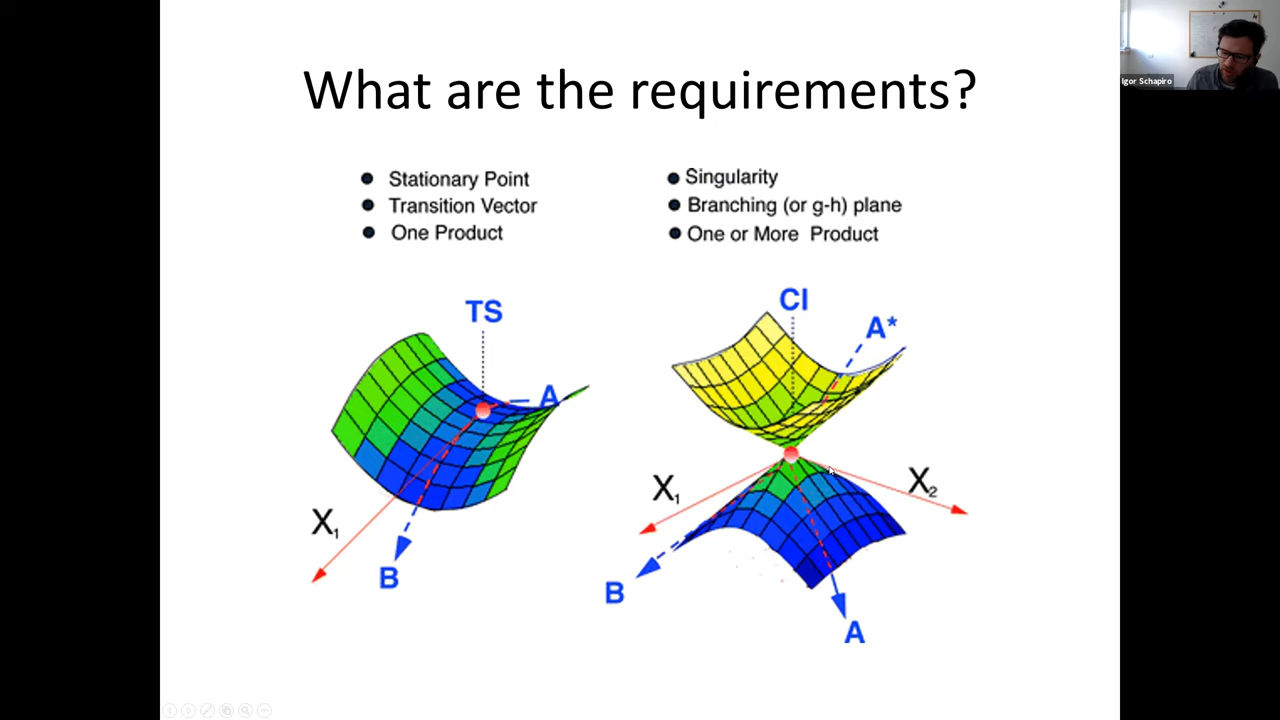 What are the requirements?
Igor Schapiro
Stationary Point
Transition Vector
One Product
Singularity
Branching (or g-h) plane
One or More Product
TS
A
X₁
B
CI
A*
X₁
X₂
B
A